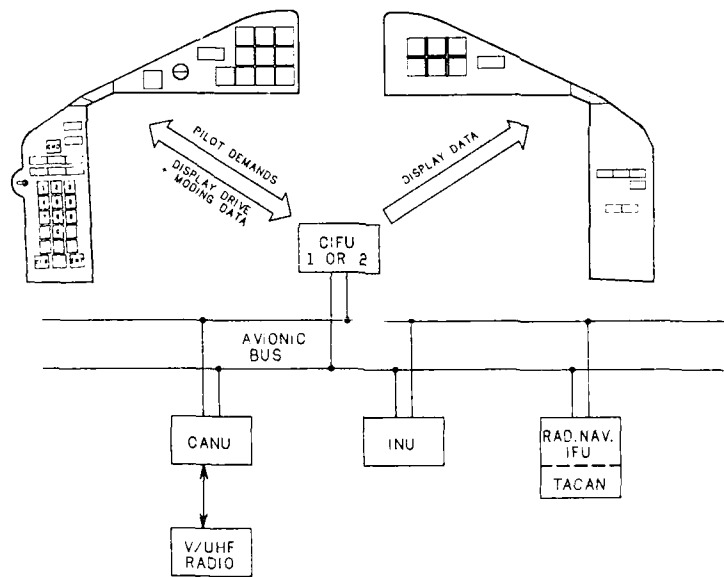 PILOT DEMANDS
DISPLAY DRIVE
+ MODING DATA
DISPLAY DATA
CIFU
1 OR 2
AVIONIC
BUS
CANU
INU
RAD.NAV.
IFU
TACAN
V/UHF
RADIO